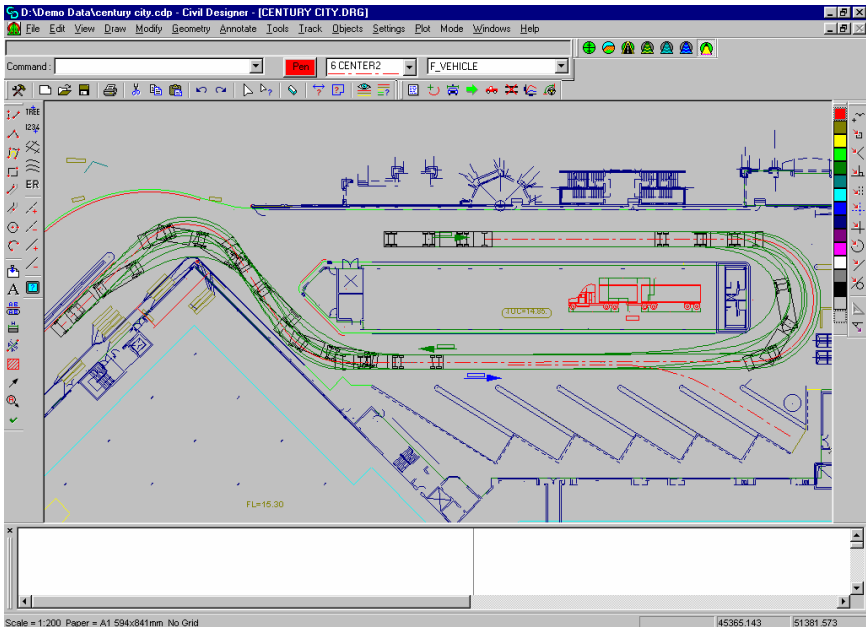 D:\Demo Data\century city.cdp - Civil Designer - [CENTURY CITY.DRG]
File Edit View Draw Modify Geometry Annotate Tools Track Objects Settings Plot Mode Windows Help
Command : Pen 6 CENTER2 F_VEHICLE
TREE
1234
ER
A
TOC=14.85
FL=15.30
Scale = 1:200 Paper = A1 594x841mm No Grid 45365.143 51381.573